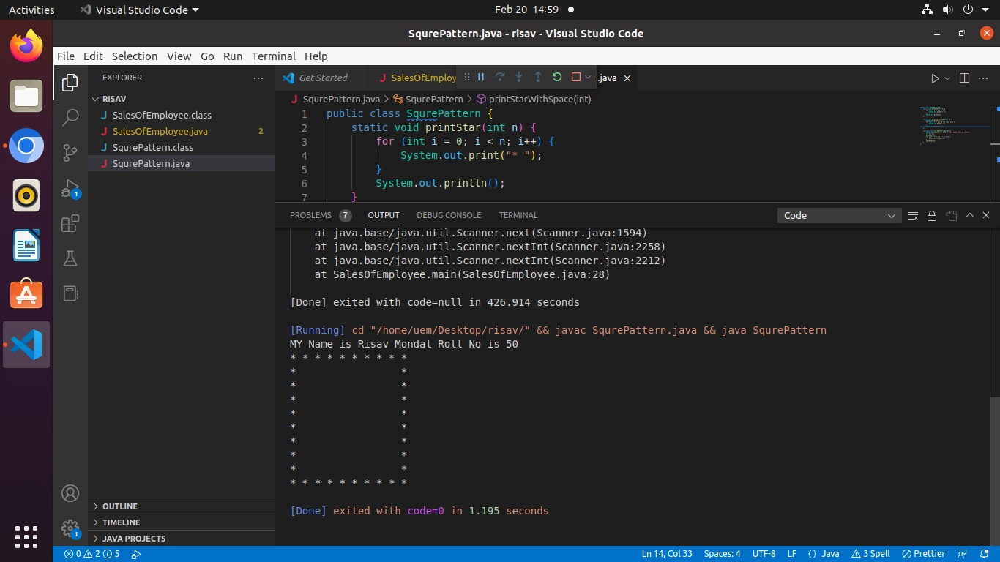 Activities Visual Studio Code Feb 20 14:59
SqurePattern.java - risav - Visual Studio Code
File Edit Selection View Go Run Terminal Help
EXPLORER
RISAV
SalesOfEmployee.class
SalesOfEmployee.java 2
SqurePattern.class
SqurePattern.java
OUTLINE
TIMELINE
JAVA PROJECTS
Get Started SalesOfEmploy .java
SqurePattern.java > SqurePattern > printStarWithSpace(int)
1 public class SqurePattern {
2 static void printStar(int n) {
3 for (int i = 0; i < n; i++) {
4 System.out.print("* ");
5 }
6 System.out.println();
7 }
PROBLEMS 7 OUTPUT DEBUG CONSOLE TERMINAL Code
at java.base/java.util.Scanner.next(Scanner.java:1594)
at java.base/java.util.Scanner.nextInt(Scanner.java:2258)
at java.base/java.util.Scanner.nextInt(Scanner.java:2212)
at SalesOfEmployee.main(SalesOfEmployee.java:28)
[Done] exited with code=null in 426.914 seconds
[Running] cd "/home/uem/Desktop/risav/" && javac SqurePattern.java && java SqurePattern
MY Name is Risav Mondal Roll No is 50
* * * * * * * * * *
*                 *
*                 *
*                 *
*                 *
*                 *
*                 *
*                 *
*                 *
* * * * * * * * * *
[Done] exited with code=0 in 1.195 seconds
1
1
0 2 5 Ln 14, Col 33 Spaces: 4 UTF-8 LF {} Java 3 Spell Prettier